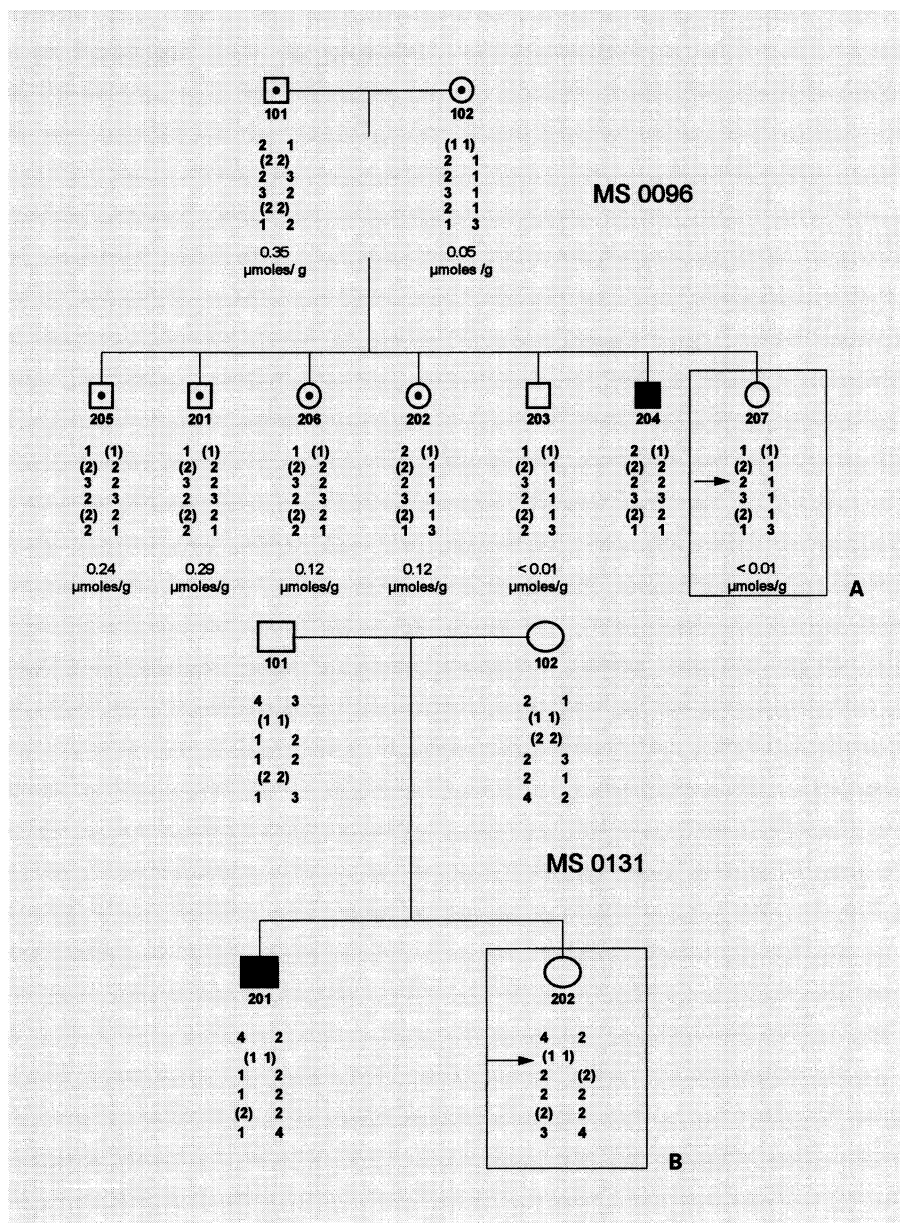 101 102
2 1 (1 1)
(2 2) 2 1
2 3 2 1
3 2 3 1
(2 2) 2 1
1 2 1 3
MS 0096
0.35 0.05
µmoles/ g µmoles /g
205 201 206 202 203 204 207
1 (1) 1 (1) 1 (1) 2 (1) 1 (1) 2 (1) 1 (1)
(2) 2 (2) 2 (2) 2 (2) 1 (2) 1 (2) 2 (2) 1
3 2 3 2 3 2 2 1 3 1 2 2 2 1
2 3 2 3 2 3 3 1 2 1 3 3 3 1
(2) 2 (2) 2 (2) 2 (2) 1 (2) 1 (2) 2 (2) 1
2 1 2 1 2 1 1 3 2 3 1 1 1 3
0.24 0.29 0.12 0.12 < 0.01 < 0.01
µmoles/g µmoles/g µmoles/g µmoles/g µmoles/g µmoles/g
A
101 102
4 3 2 1
(1 1) (1 1)
1 2 (2 2)
1 2 2 3
(2 2) 2 1
1 3 4 2
MS 0131
201 202
4 2 4 2
(1 1) (1 1)
1 2 2 (2)
1 2 2 2
(2) 2 (2) 2
1 4 3 4
B